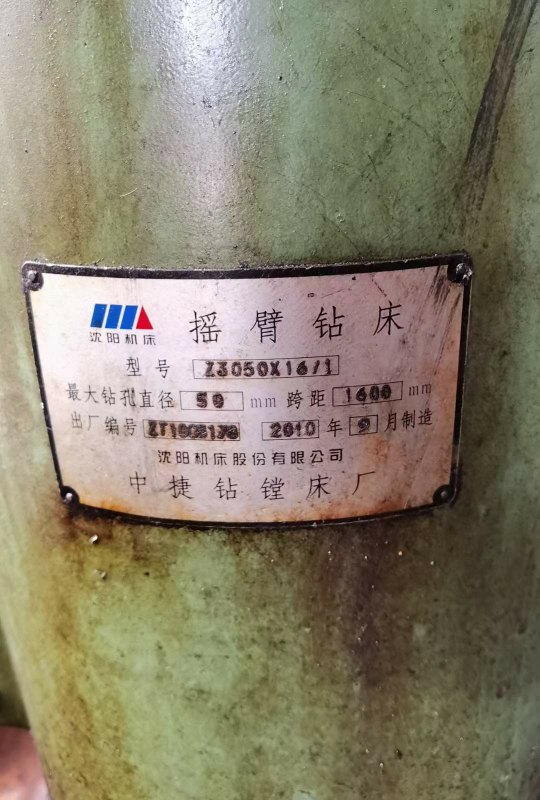 摇臂钻床
沈阳机床
型号 Z3050X16/1
最大钻孔直径 50 mm 跨距 1600 mm
出厂编号 2010 年 9 月制造
沈阳机床股份有限公司
中捷钻镗床厂